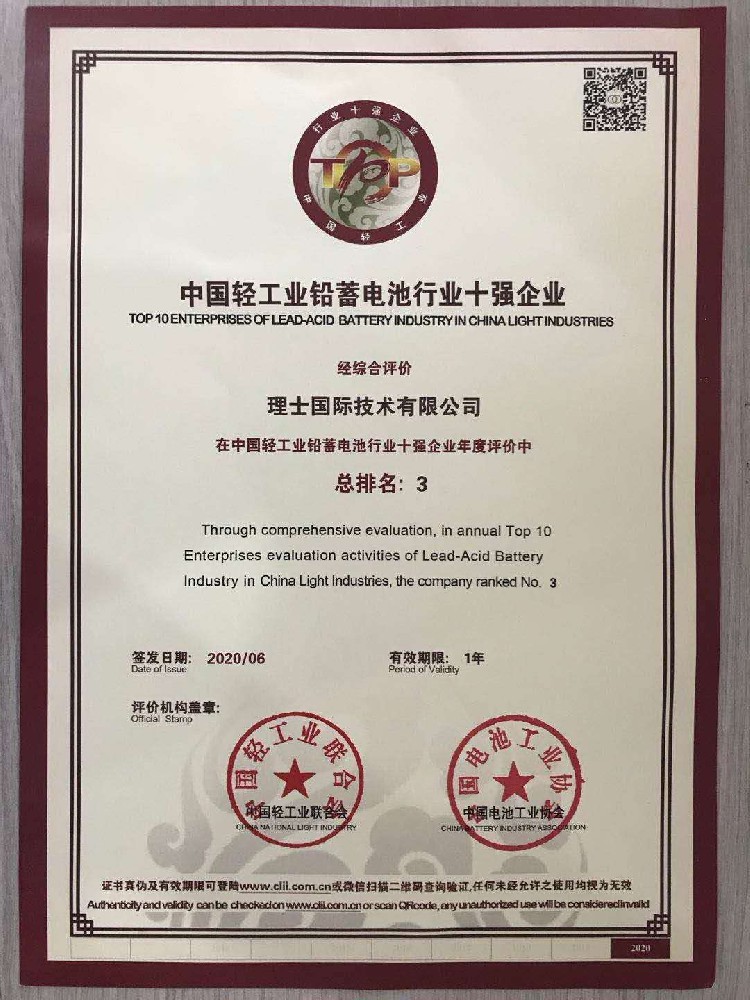 行业十强企业
TOP
中国轻工业铅蓄电池行业十强企业
TOP 10 ENTERPRISES OF LEAD-ACID BATTERY INDUSTRY IN CHINA LIGHT INDUSTRIES
经综合评价
理士国际技术有限公司
在中国轻工业铅蓄电池行业十强企业年度评价中
总排名: 3
Through comprehensive evaluation, in annual Top 10
Enterprises evaluation activities of Lead-Acid Battery
Industry in China Light Industries, the company ranked No. 3
签发日期: 2020/06
Date of Issue
有效期限: 1年
Period of Validity
评价机构盖章:
Official Stamp
中国轻工业联合会
中国轻工业联合会
CHINA NATIONAL LIGHT INDUSTRY
中国电池工业协会
中国电池工业协会
CHINA BATTERY INDUSTRY ASSOCIATION
证书真伪及有效期限可登陆www.clii.com.cn或微信扫描二维码查询验证,任何未经允许之使用均视为无效
Authenticity and validity can be checked on www.clii.com.cn or scan QRcode, any unauthorized use will be considered invalid
2020